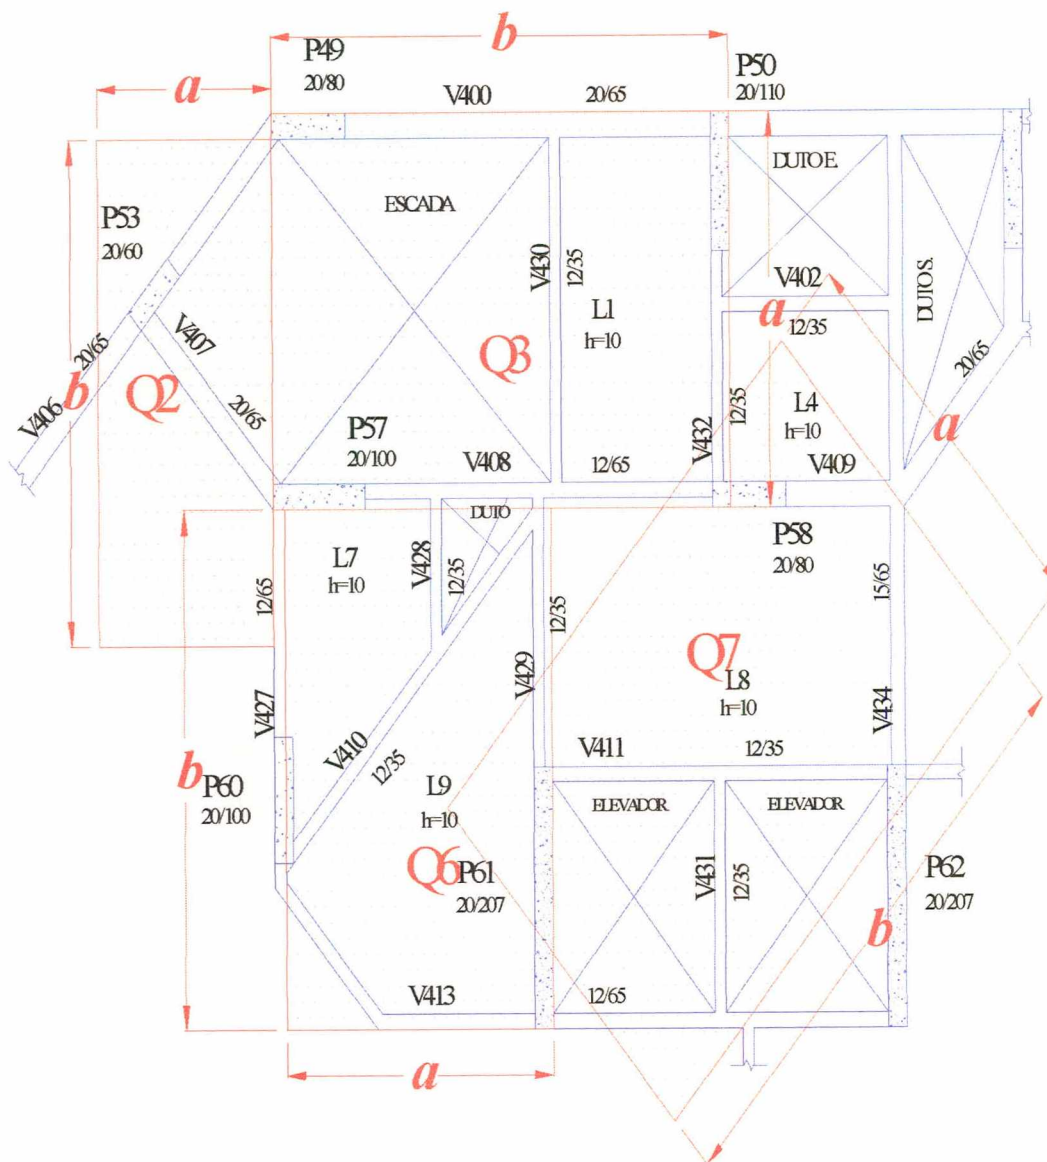 b
P49
20/80
P50
20/110
a
V400
20/65
DUTO E.
ESCADA
P53
20/60
V430
12/35
V402
DUTO S.
L1
h=10
a
12/35
V407
Q3
20/65
20/65
b
Q2
20/65
12/35
L4
h=10
a
V406
P57
20/100
V408
12/65
V432
V409
DUTO
P58
20/80
L7
h=10
V428
12/35
12/65
12/35
15/65
Q7
V429
L8
h=10
V427
V434
V410
12/35
V411
12/35
b
P60
20/100
L9
h=10
ELEVADOR
ELEVADOR
Q6
P61
20/207
V431
12/35
P62
20/207
b
V413
12/65
a